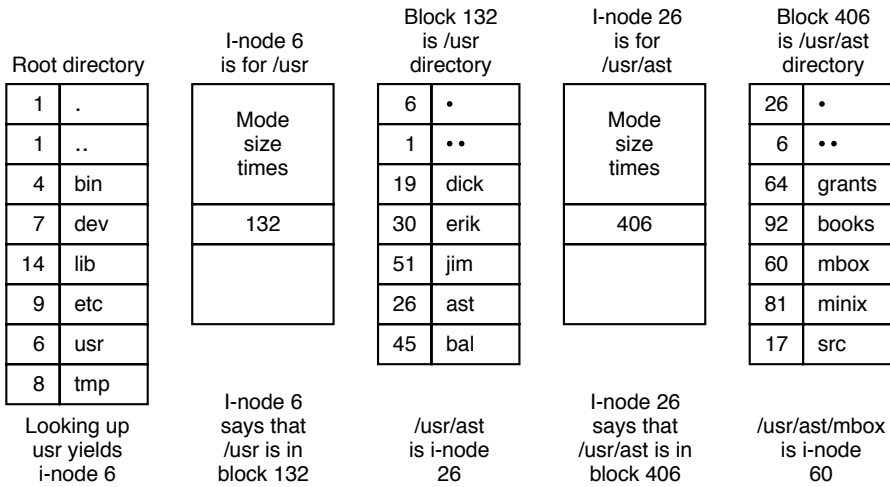 Root directory
1 .
1 ..
4 bin
7 dev
14 lib
9 etc
6 usr
8 tmp
Looking up
usr yields
i-node 6
I-node 6
is for /usr
Mode
size
times
132
I-node 6
says that
/usr is in
block 132
Block 132
is /usr
directory
6 •
1 ••
19 dick
30 erik
51 jim
26 ast
45 bal
/usr/ast
is i-node
26
I-node 26
is for
/usr/ast
Mode
size
times
406
I-node 26
says that
/usr/ast is in
block 406
Block 406
is /usr/ast
directory
26 •
6 ••
64 grants
92 books
60 mbox
81 minix
17 src
/usr/ast/mbox
is i-node
60